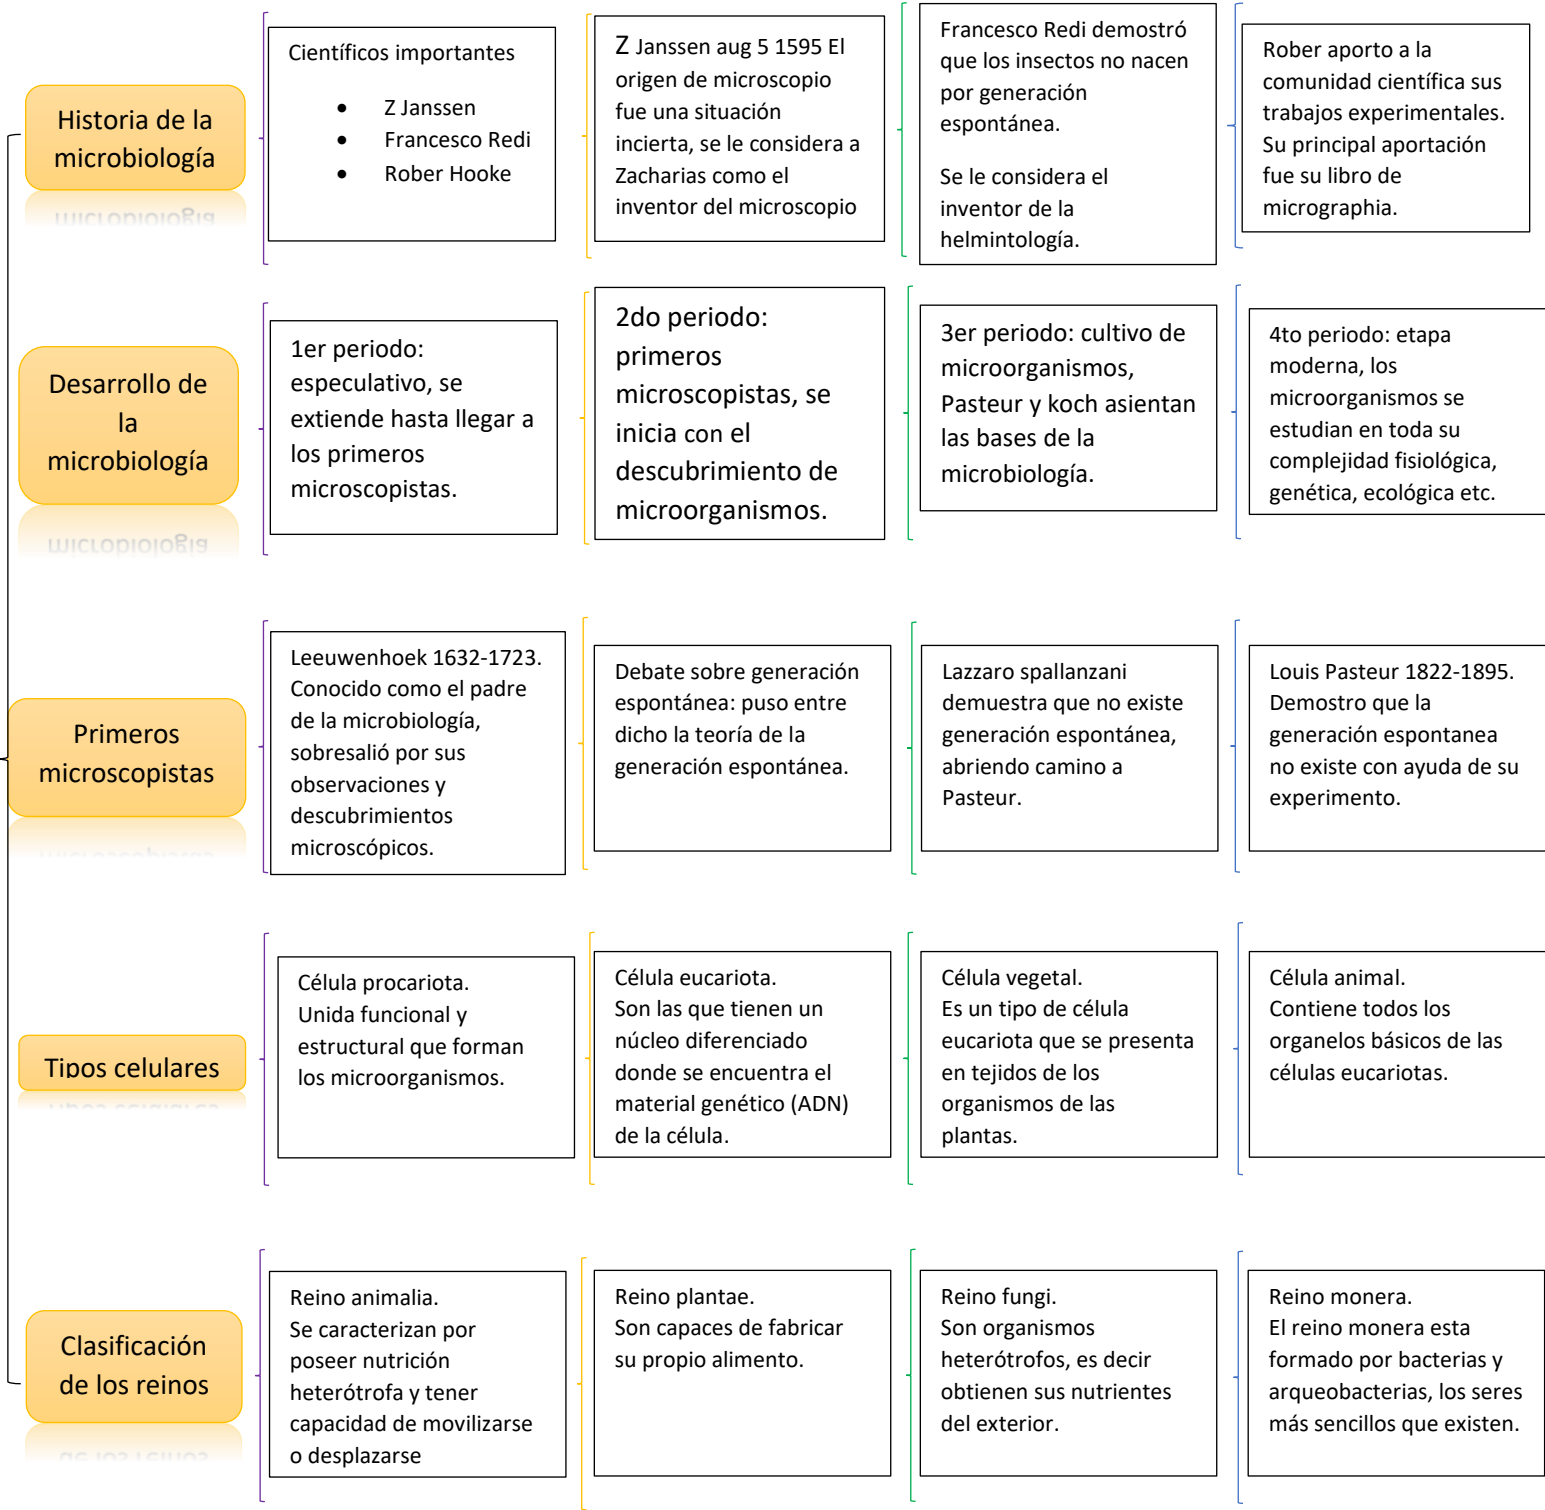 Historia de la
microbiología
Científicos importantes
• Z Janssen
• Francesco Redi
• Rober Hooke
Z Janssen aug 5 1595 El
origen de microscopio
fue una situación
incierta, se le considera a
Zacharias como el
inventor del microscopio
Francesco Redi demostró
que los insectos no nacen
por generación
espontánea.
Se le considera el
inventor de la
helmintología.
Rober aporto a la
comunidad científica sus
trabajos experimentales.
Su principal aportación
fue su libro de
micrographia.
Desarrollo de
la
microbiología
1er periodo:
especulativo, se
extiende hasta llegar a
los primeros
microscopistas.
2do periodo:
primeros
microscopistas, se
inicia con el
descubrimiento de
microorganismos.
3er periodo: cultivo de
microorganismos,
Pasteur y koch asientan
las bases de la
microbiología.
4to periodo: etapa
moderna, los
microorganismos se
estudian en toda su
complejidad fisiológica,
genética, ecológica etc.
Primeros
microscopistas
Leeuwenhoek 1632-1723.
Conocido como el padre
de la microbiología,
sobresalió por sus
observaciones y
descubrimientos
microscópicos.
Debate sobre generación
espontánea: puso entre
dicho la teoría de la
generación espontánea.
Lazzaro spallanzani
demuestra que no existe
generación espontánea,
abriendo camino a
Pasteur.
Louis Pasteur 1822-1895.
Demostro que la
generación espontanea
no existe con ayuda de su
experimento.
Tipos celulares
Célula procariota.
Unida funcional y
estructural que forman
los microorganismos.
Célula eucariota.
Son las que tienen un
núcleo diferenciado
donde se encuentra el
material genético (ADN)
de la célula.
Célula vegetal.
Es un tipo de célula
eucariota que se presenta
en tejidos de los
organismos de las
plantas.
Célula animal.
Contiene todos los
organelos básicos de las
células eucariotas.
Clasificación
de los reinos
Reino animalia.
Se caracterizan por
poseer nutrición
heterótrofa y tener
capacidad de movilizarse
o desplazarse
Reino plantae.
Son capaces de fabricar
su propio alimento.
Reino fungi.
Son organismos
heterótrofos, es decir
obtienen sus nutrientes
del exterior.
Reino monera.
El reino monera esta
formado por bacterias y
arqueobacterias, los seres
más sencillos que existen.